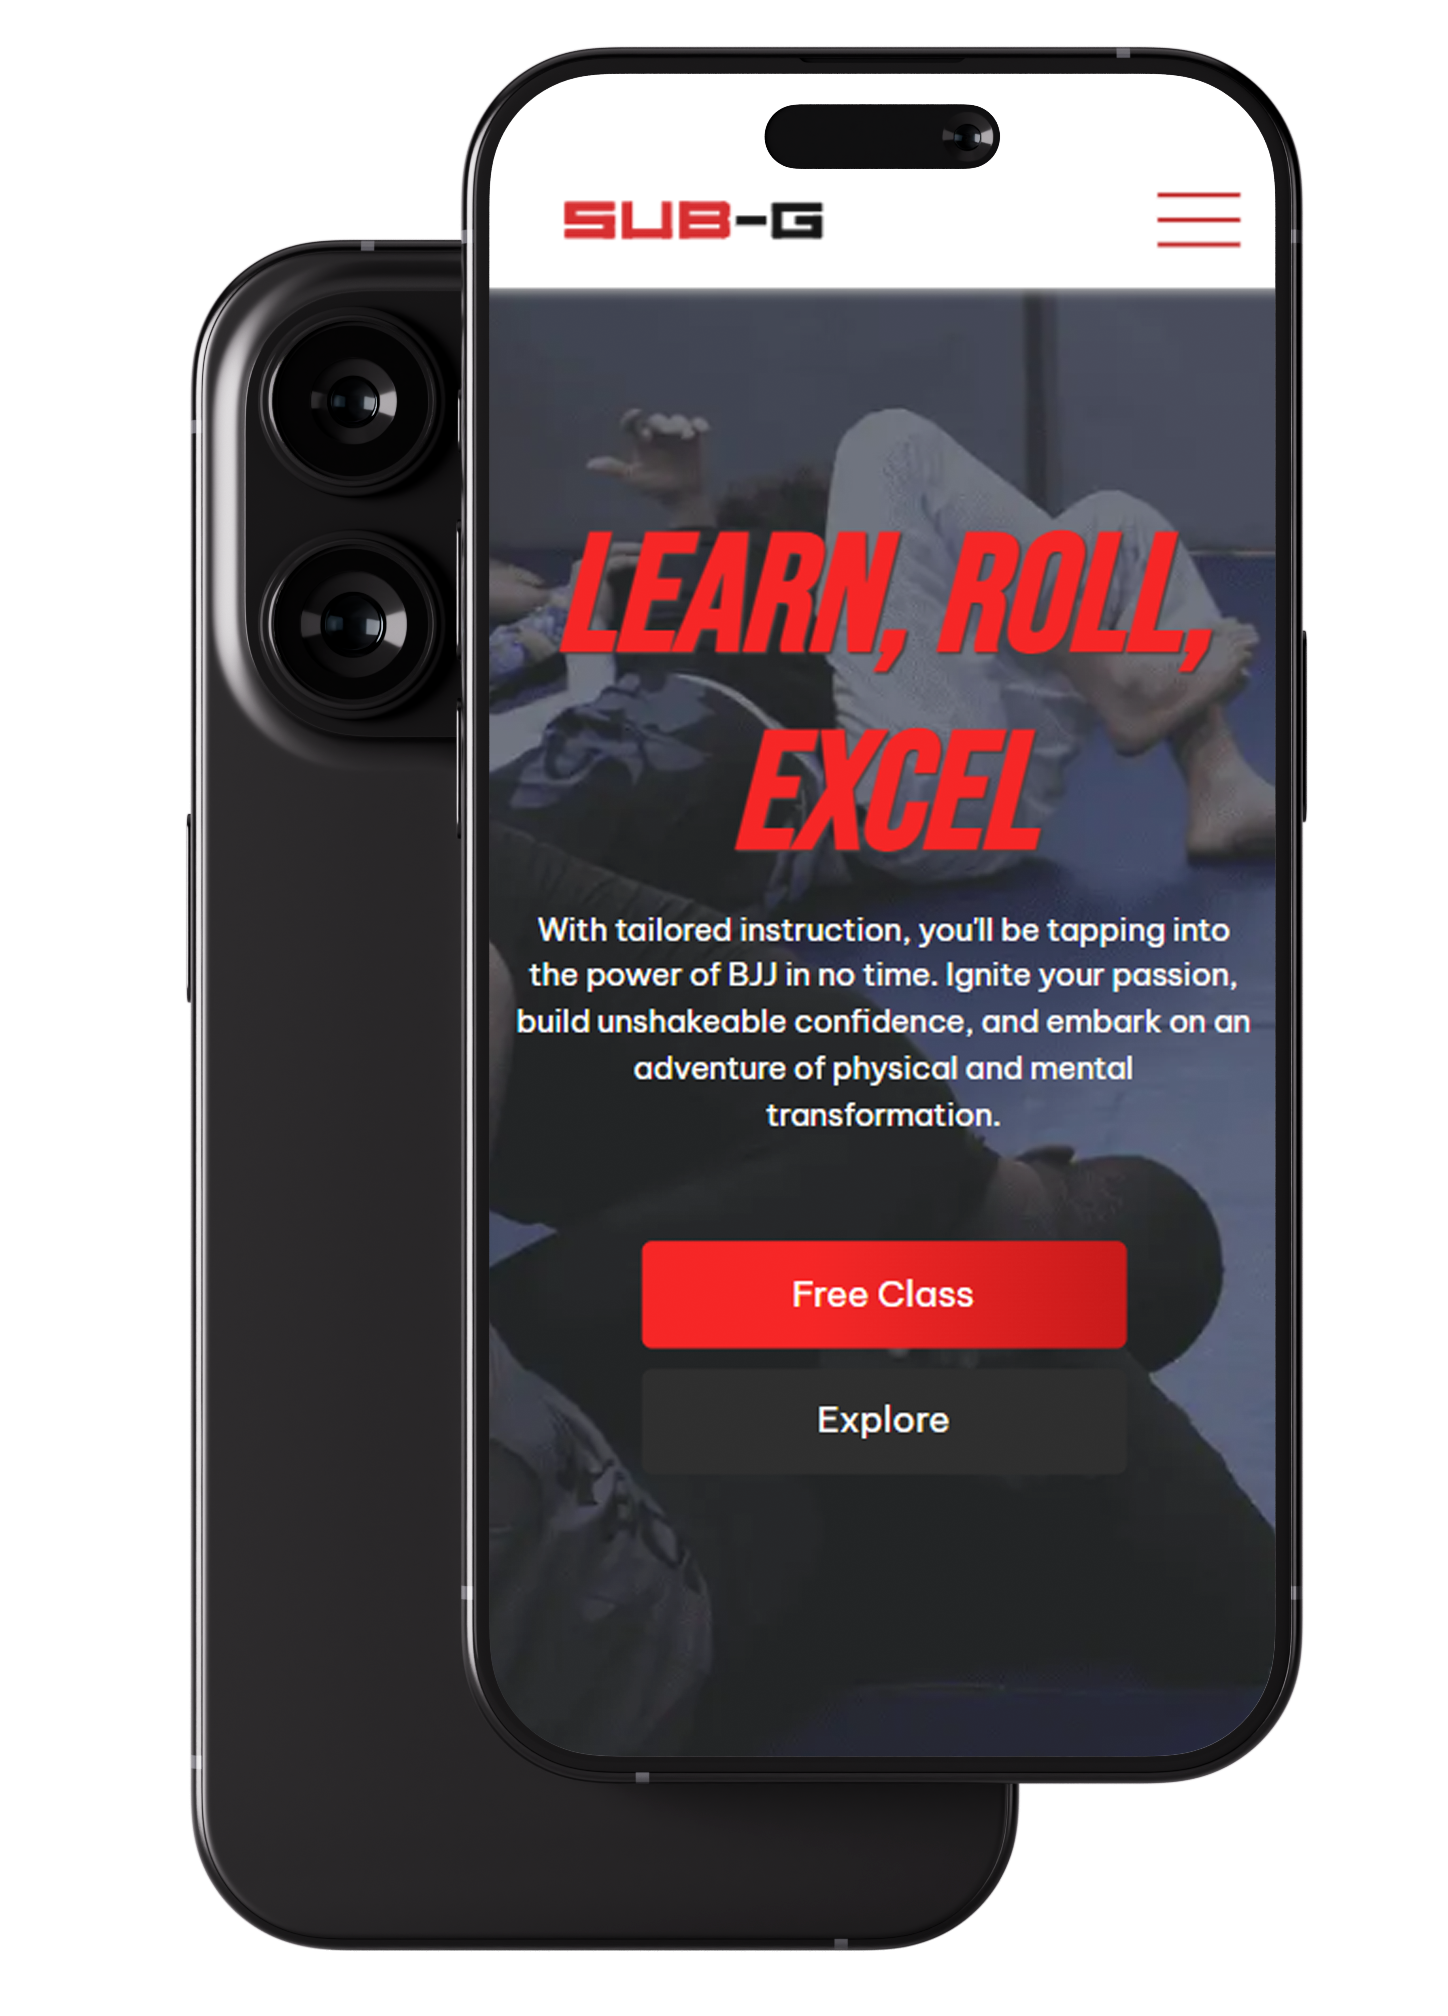 SUB-G
LEARN, ROLL,
EXCEL
With tailored instruction, you'll be tapping into
the power of BJJ in no time. Ignite your passion,
build unshakeable confidence, and embark on an
adventure of physical and mental
transformation.
Free Class
Explore